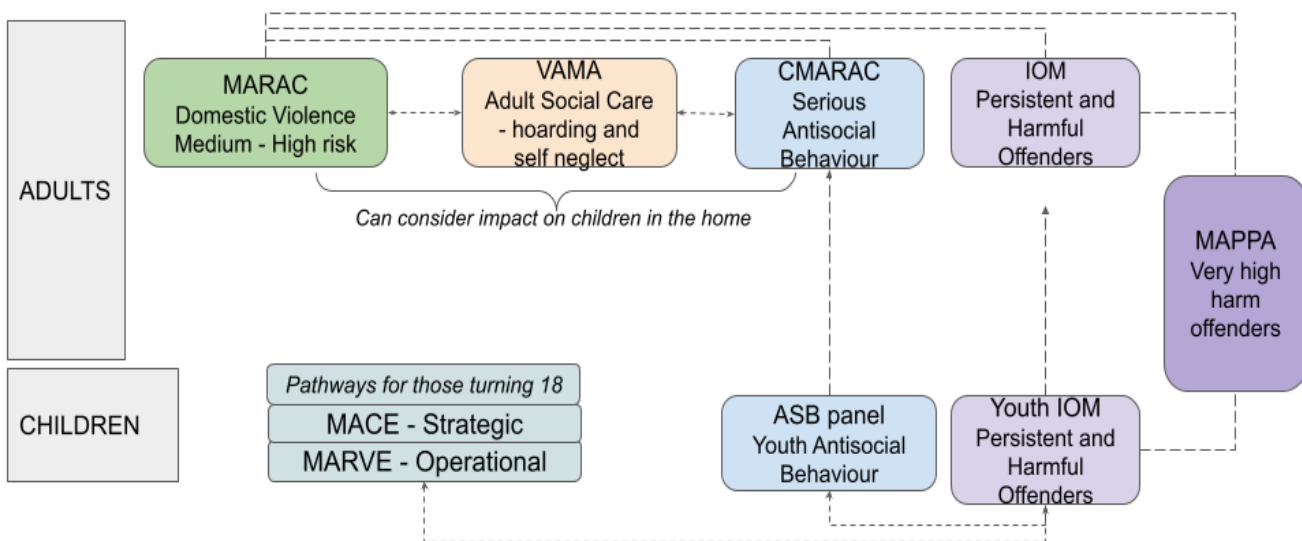 ADULTS
MARAC
Domestic Violence
Medium - High risk
VAMA
Adult Social Care
- hoarding and
self neglect
CMARAC
Serious
Antisocial
Behaviour
IOM
Persistent and
Harmful
Offenders
Can consider impact on children in the home
MAPPA
Very high
harm
offenders
CHILDREN
Pathways for those turning 18
MACE - Strategic
MARVE - Operational
ASB panel
Youth Antisocial
Behaviour
Youth IOM
Persistent and
Harmful
Offenders